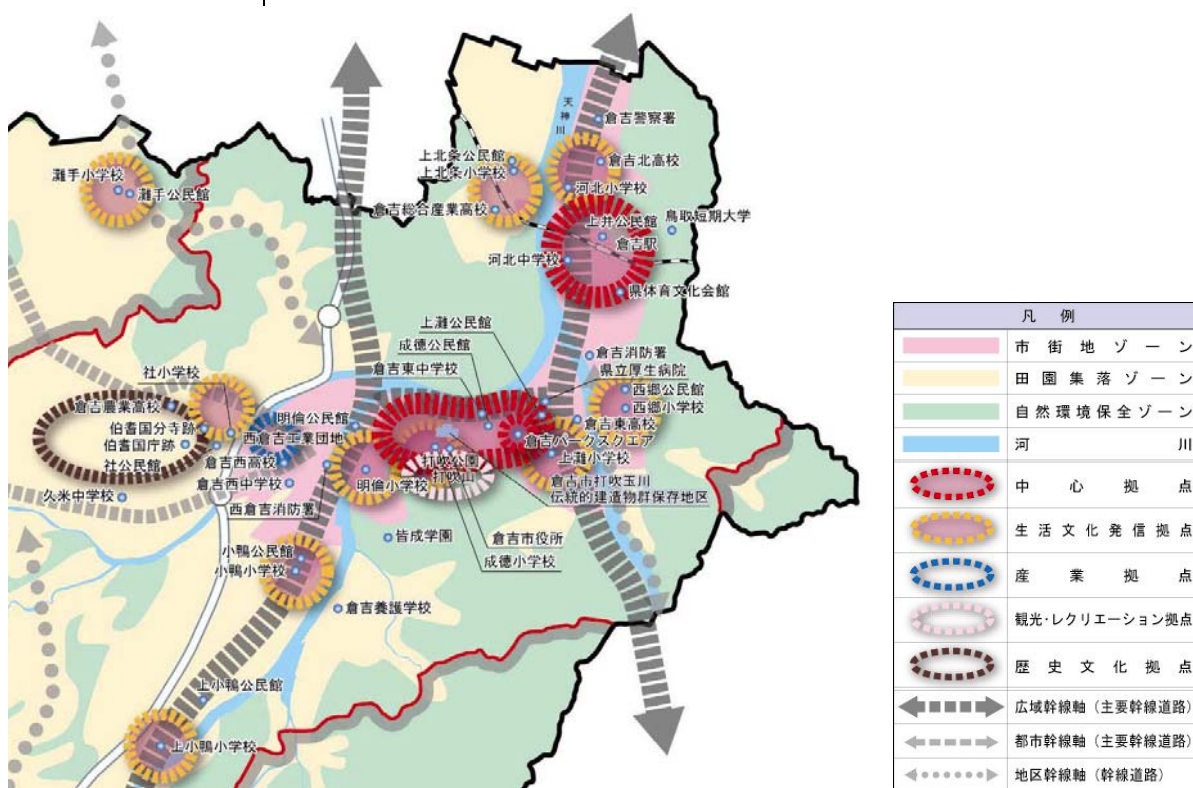 天神川
倉吉警察署
上北条公民館
倉吉北高校
上北条小学校
灘手小学校
河北小学校
灘手公民館
倉吉総合産業高校
鳥取短期大学
上井公民館
倉吉駅
河北中学校
県体育文化会館
上灘公民館
成徳公民館
倉吉消防署
倉吉東中学校
県立厚生病院
社小学校
西郷公民館
倉吉農業高校
西郷小学校
明倫公民館
倉吉東高校
伯耆国分寺跡
西倉吉工業団地
倉吉パークスクエア
伯耆国庁跡
打吹公園
上灘小学校
社公民館
倉吉西高校
打吹山
倉吉西中学校
明倫小学校
倉吉市打吹玉川
伝統的建造物群保存地区
久米中学校
西倉吉消防署
皆成学園
倉吉市役所
小鴨公民館
成徳小学校
小鴨小学校
倉吉養護学校
上小鴨公民館
上小鴨小学校
凡 例
市街地ゾーン
田園集落ゾーン
自然環境保全ゾーン
河 川
中心拠点
生活文化発信拠点
産業拠点
観光・レクリエーション拠点
歴史文化拠点
広域幹線軸（主要幹線道路）
都市幹線軸（主要幹線道路）
地区幹線軸（幹線道路）